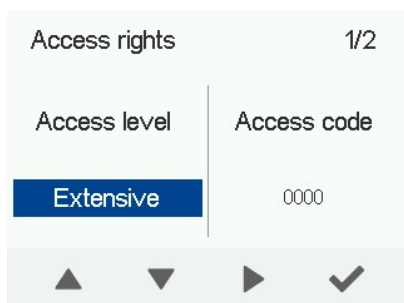 Access rights 1/2
Access level Access code
Extensive 0000